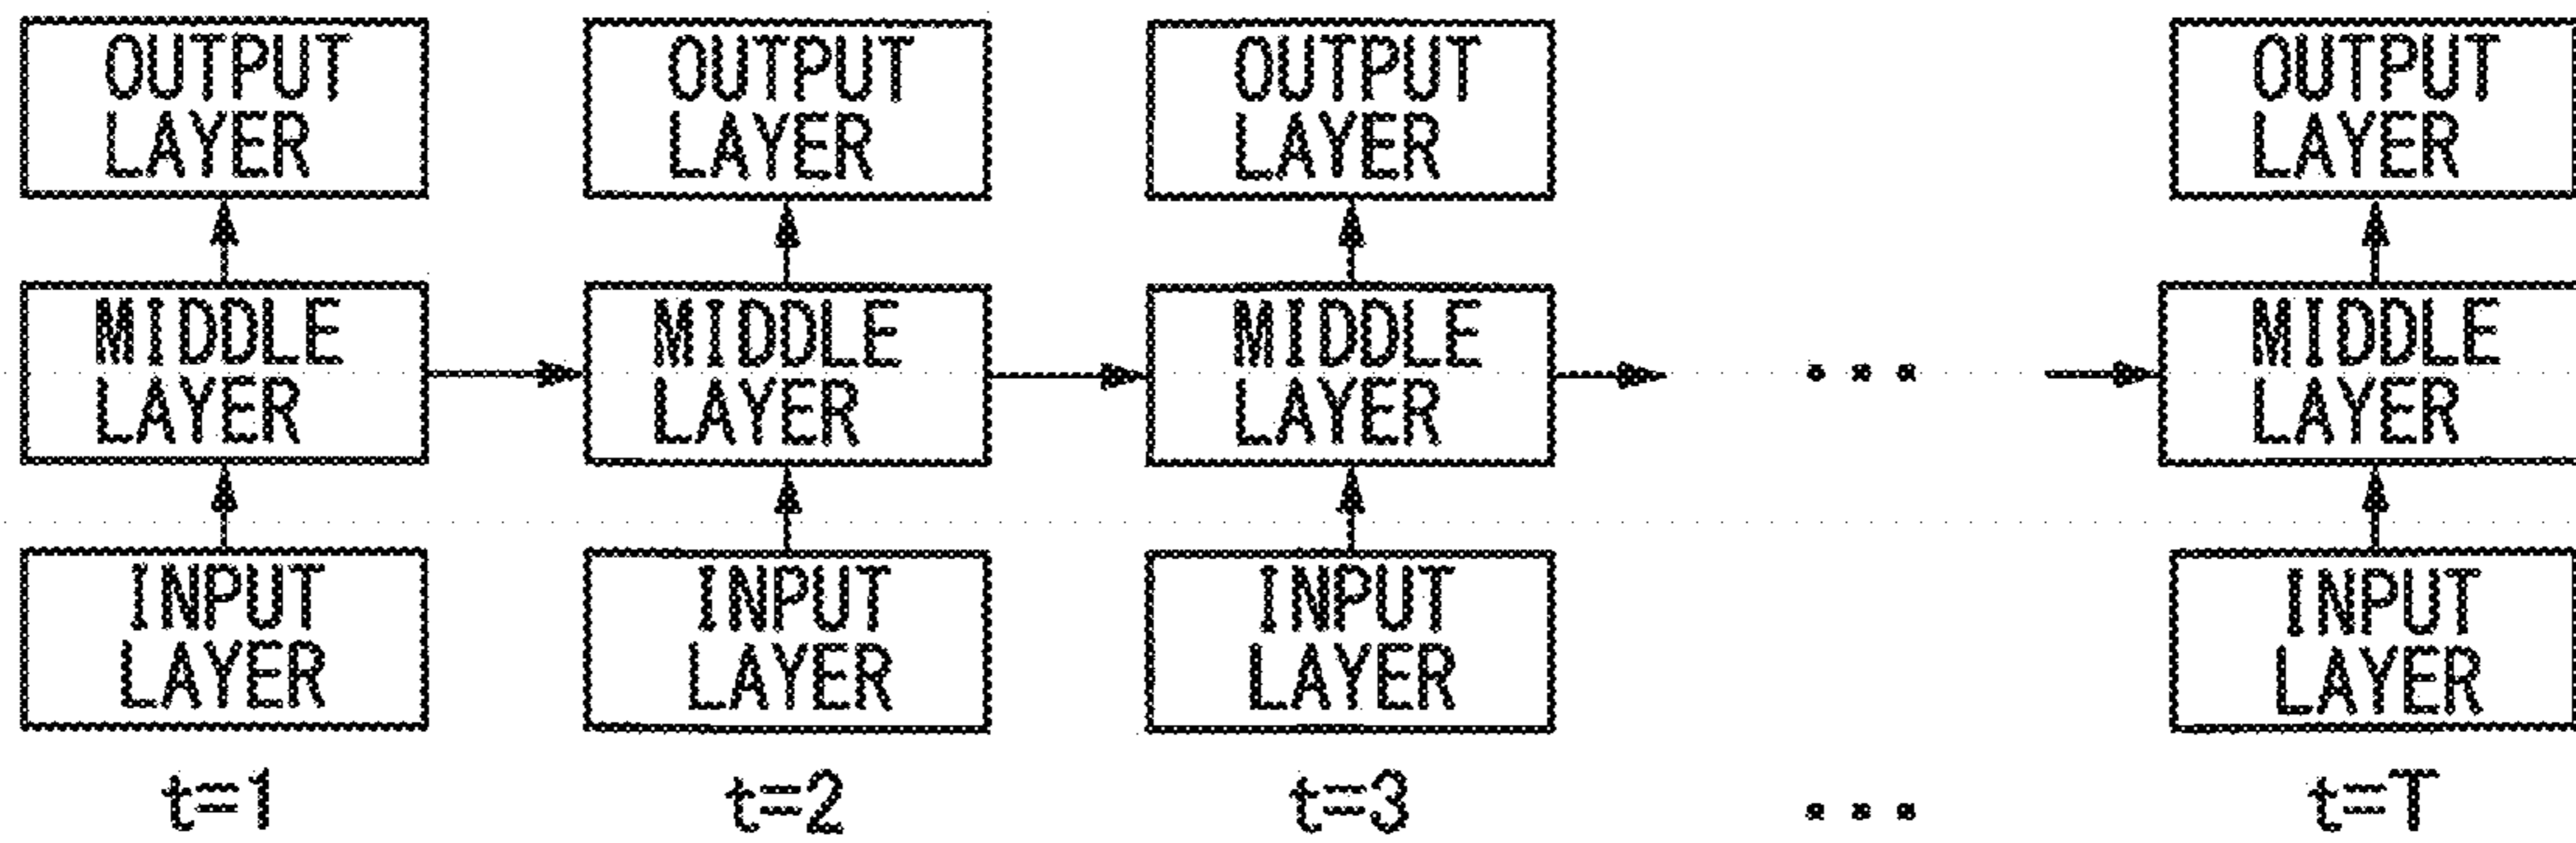 OUTPUT LAYER OUTPUT LAYER OUTPUT LAYER OUTPUT LAYER
MIDDLE LAYER MIDDLE LAYER MIDDLE LAYER ... MIDDLE LAYER
INPUT LAYER INPUT LAYER INPUT LAYER INPUT LAYER
t=1 t=2 t=3 ... t=T